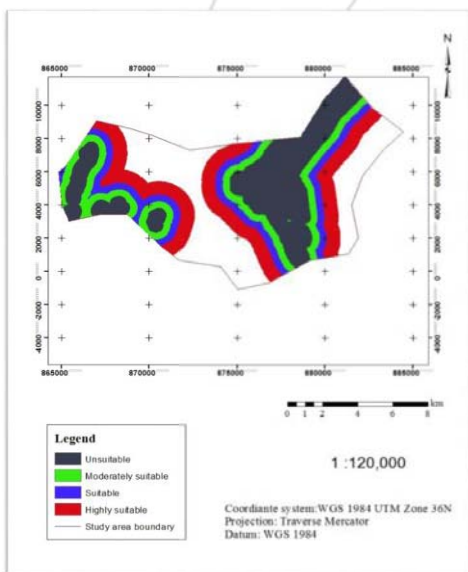 N
865000 870000 875000 880000 885000
10000 10000
8000 8000
6000 6000
4000 4000
2000 2000
0 0
-2000 -2000
-4000 -4000
865000 870000 875000 880000 885000
km
0 0.5 1 2 4 6 8
1 :120,000
Legend
Unsuitable
Moderately suitable
Suitable
Highly suitable
Study area boundary
Coordiante system:WGS 1984 UTM Zone 36N
Projection: Traverse Mercator
Datum: WGS 1984